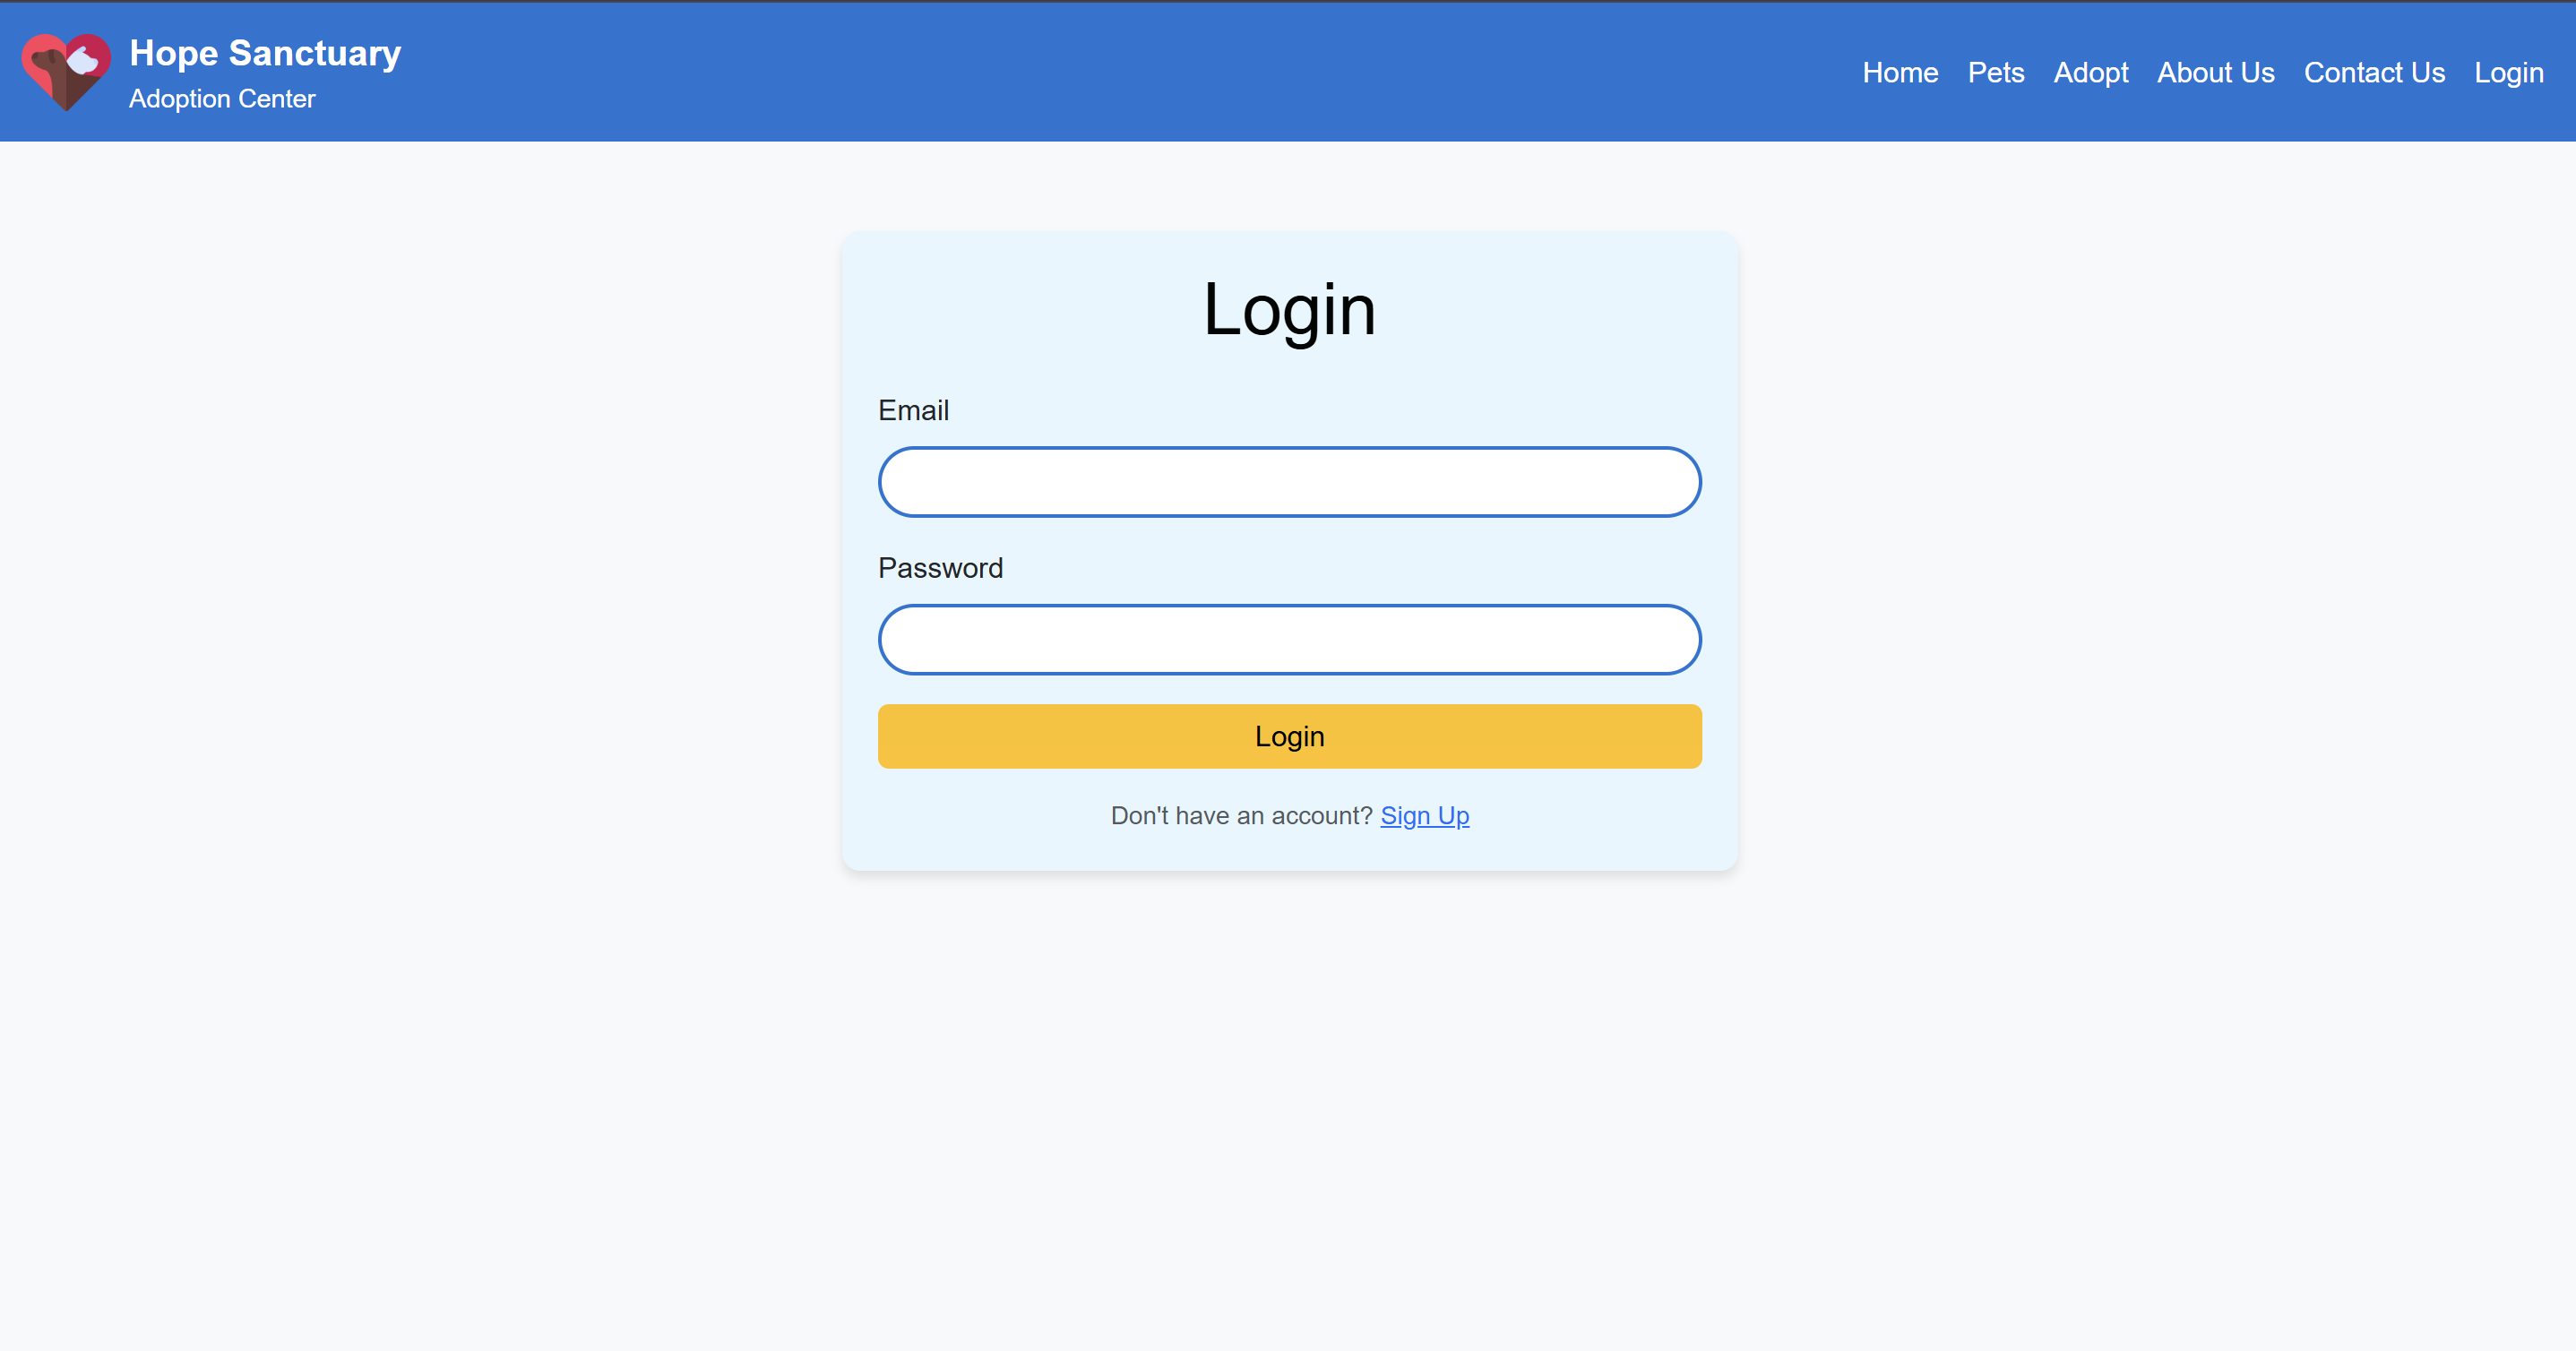 Hope Sanctuary
Adoption Center
Home Pets Adopt About Us Contact Us Login
Login
Email
Password
Login
Don't have an account? Sign Up